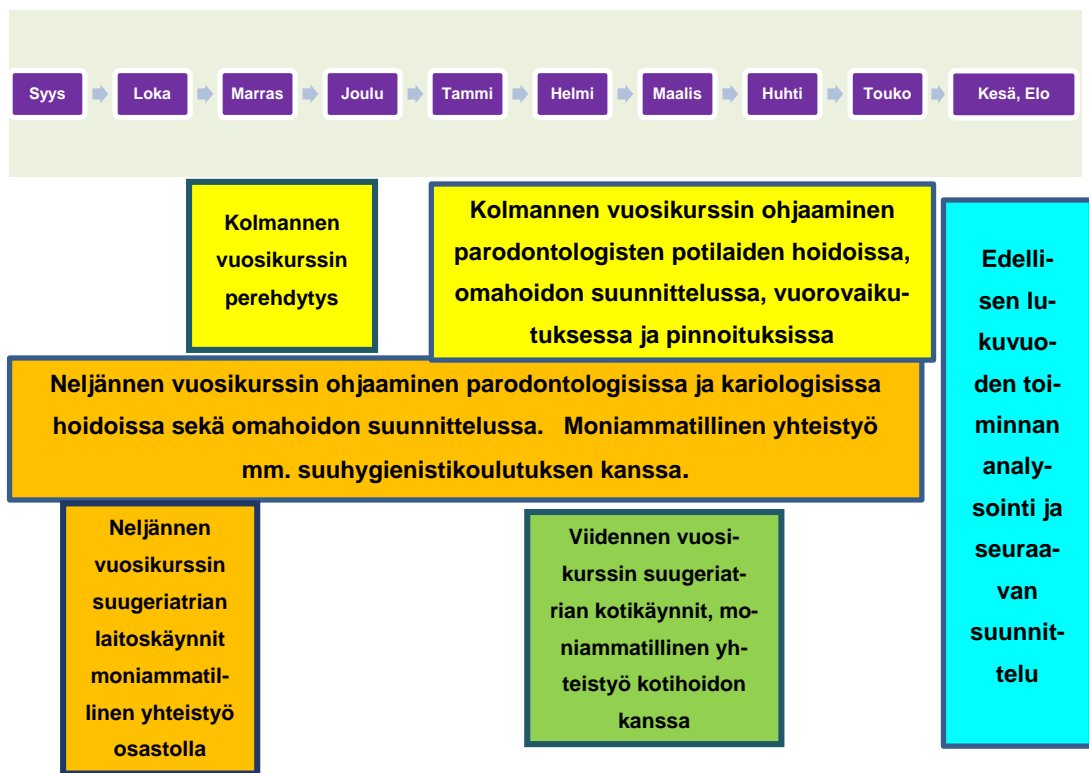 Syys Loka Marras Joulu Tammi Helmi Maalis Huhti Touko Kesä, Elo
Kolmannen
vuosikurssin
perehdytys
Kolmannen vuosikurssin ohjaaminen
parodontologisten potilaiden hoidoissa,
omahoidon suunnittelussa, vuorovaiku-
tuksessa ja pinnoituksissa
Edelli-
sen lu-
kuvuo-
den toi-
minnan
analy-
sointi ja
seuraa-
van
suunnit-
telu
Neljännen vuosikurssin ohjaaminen parodontologisissa ja kariologisissa
hoidoissa sekä omahoidon suunnittelussa. Moniammatillinen yhteistyö
mm. suuhygienistikoulutuksen kanssa.
Neljännen
vuosikurssin
suugeriatrian
laitoskäynnit
moniammatil-
linen yhteistyö
osastolla
Viidennen vuosi-
kurssin suugeriat-
rian kotikäynnit, mo-
niammatillinen yh-
teistyö kotihoidon
kanssa